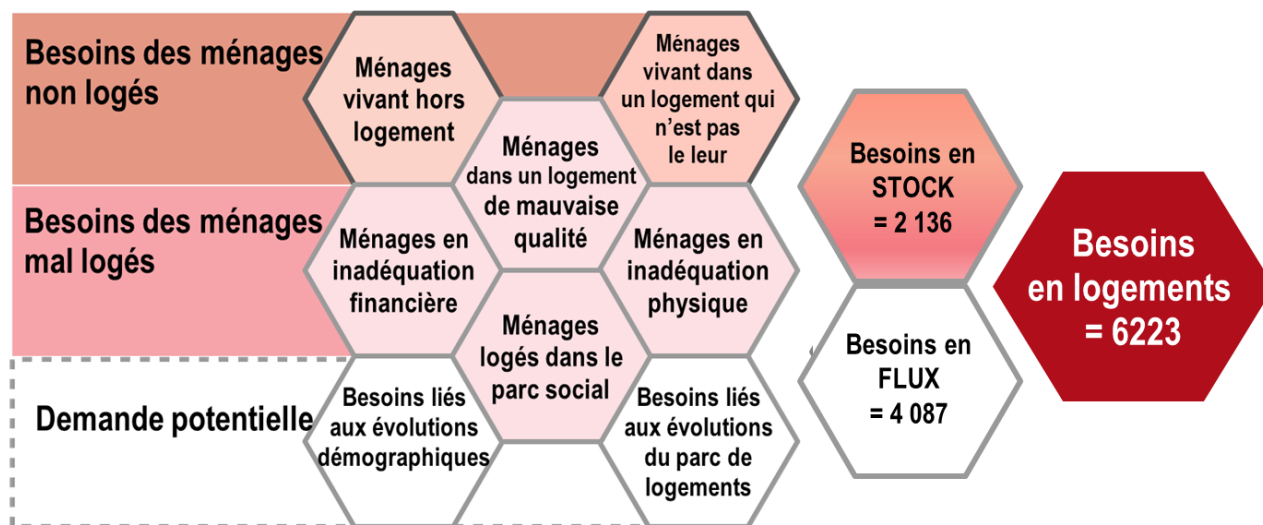 Besoins des ménages
non logés
Ménages
vivant hors
logement
Ménages
vivant dans
un logement qui
n’est pas
le leur
Ménages
dans un logement
de mauvaise
qualité
Besoins des ménages
mal logés
Ménages en
inadéquation
financière
Ménages en
inadéquation
physique
Ménages
logés dans le
parc social
Demande potentielle
Besoins liés
aux évolutions
démographiques
Besoins liés
aux évolutions
du parc de
logements
Besoins en
STOCK
= 2 136
Besoins en
FLUX
= 4 087
Besoins
en logements
= 6223